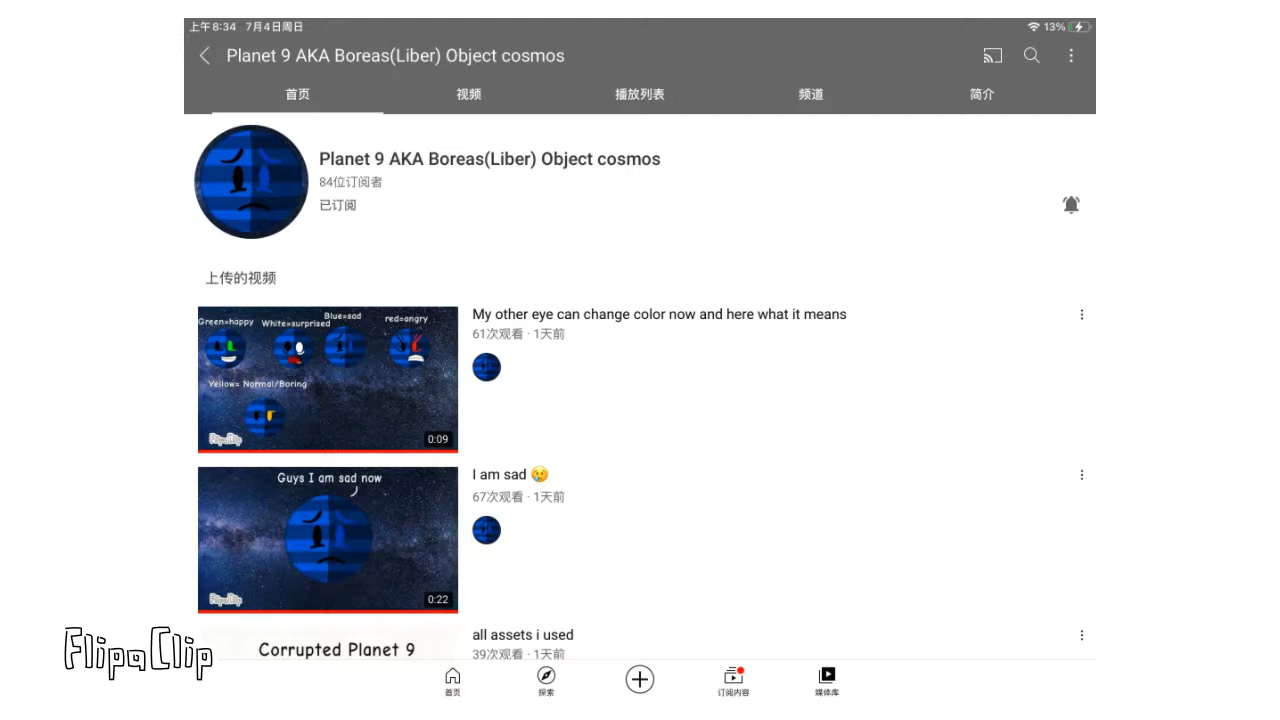 上午8:34 7月4日周日 13%
Planet 9 AKA Boreas(Liber) Object cosmos
首页 视频 播放列表 频道 简介
Planet 9 AKA Boreas(Liber) Object cosmos
84位订阅者
已订阅
上传的视频
Green=happy White=surprised Blue=sad red=angry
Yellow= Normal/Boring
FlipaClip
0:09
My other eye can change color now and here what it means
61次观看 · 1天前
Guys I am sad now
FlipaClip
0:22
I am sad 😢
67次观看 · 1天前
Corrupted Planet 9
all assets i used
39次观看 · 1天前
FlipaClip
首页 探索 订阅内容 媒体库